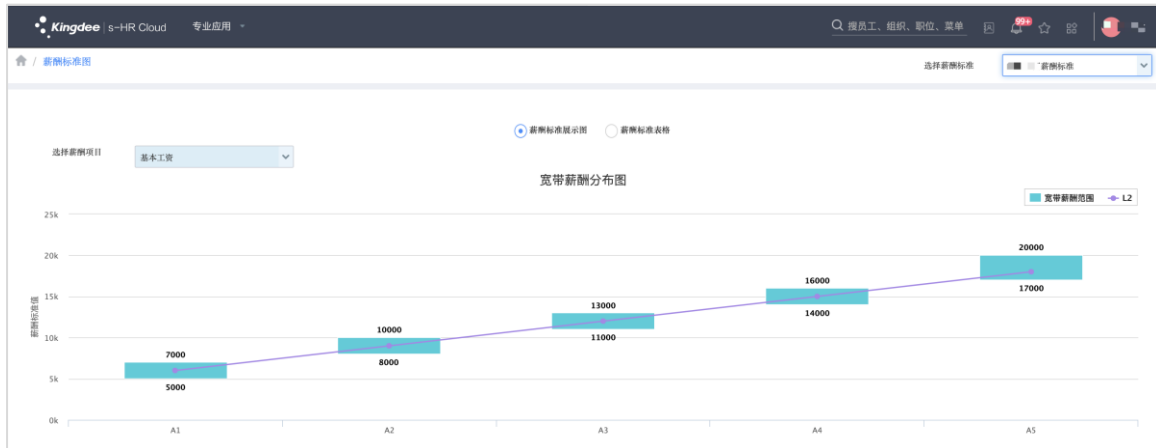 Kingdee | s-HR Cloud 专业应用 搜员工、组织、职位、菜单 99+
/ 薪酬标准图 选择薪酬标准 薪酬标准
薪酬标准展示图 薪酬标准表格
选择薪酬项目 基本工资
宽带薪酬分布图
宽带薪酬范围 L2
25k
20k
15k
10k
5k
0k
薪酬标准值
7000
5000
10000
8000
13000
11000
16000
14000
20000
17000
A1 A2 A3 A4 A5